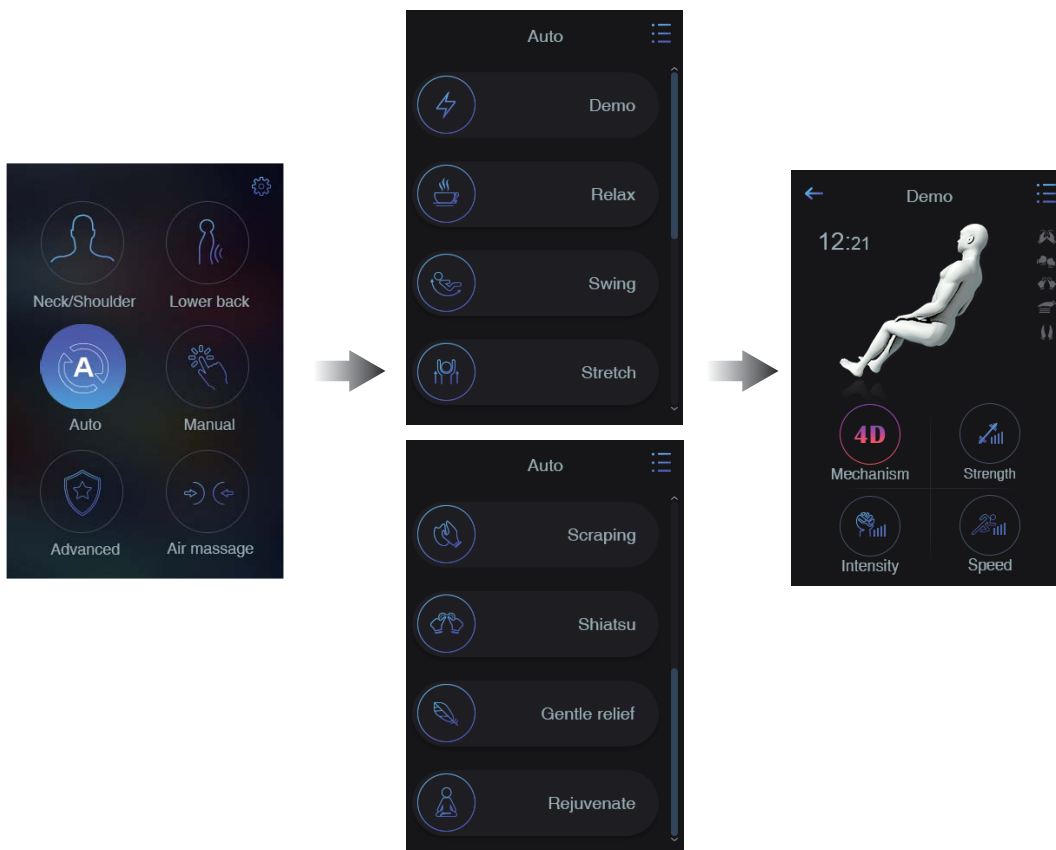 Neck/Shoulder
Lower back
A
Auto
Manual
Advanced
Air massage
Auto
Demo
Relax
Swing
Stretch
Auto
Scraping
Shiatsu
Gentle relief
Rejuvenate
Demo
12:21
4D
Mechanism
Strength
Intensity
Speed